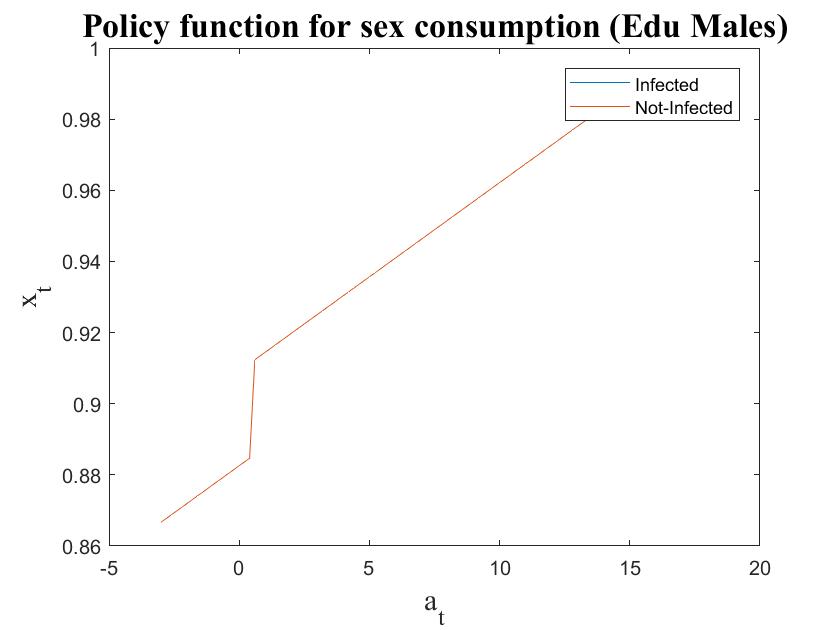 Policy function for sex consumption (Edu Males)
1
0.98
0.96
0.94
0.92
0.9
0.88
0.86
x_t
Infected
Not-Infected
-5 0 5 10 15 20
a_t